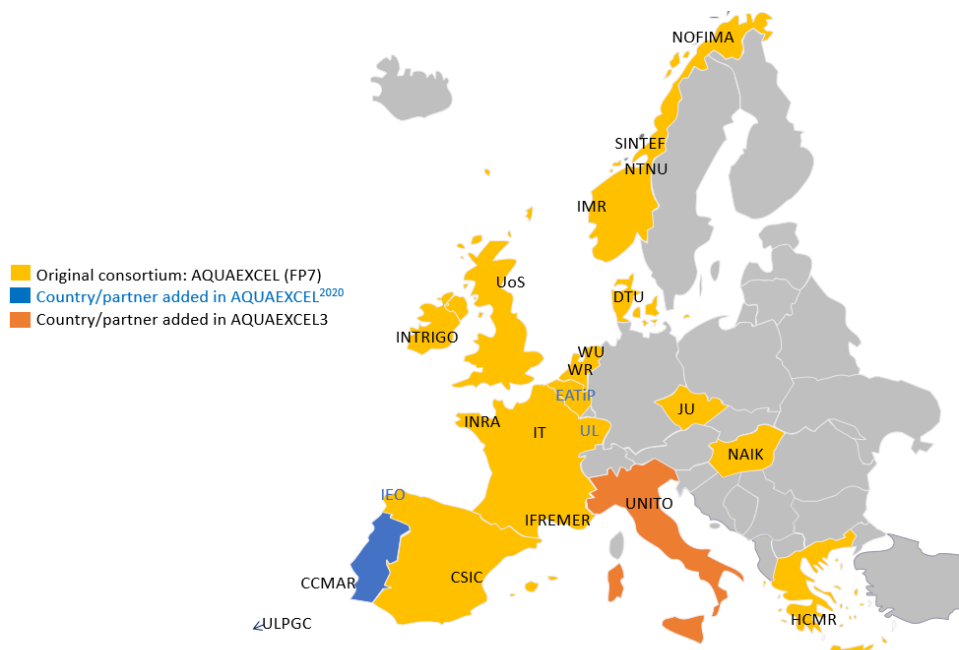 NOFIMA
SINTEF
NTNU
IMR
Original consortium: AQUAEXCEL (FP7)
Country/partner added in AQUAEXCEL2020
Country/partner added in AQUAEXCEL3
UoS
DTU
INTRIGO
WU
WR
EATiP
JU
INRA
IT
UL
NAIK
IEO
UNITO
IFREMER
CCMAR
CSIC
HCMR
ULPGC